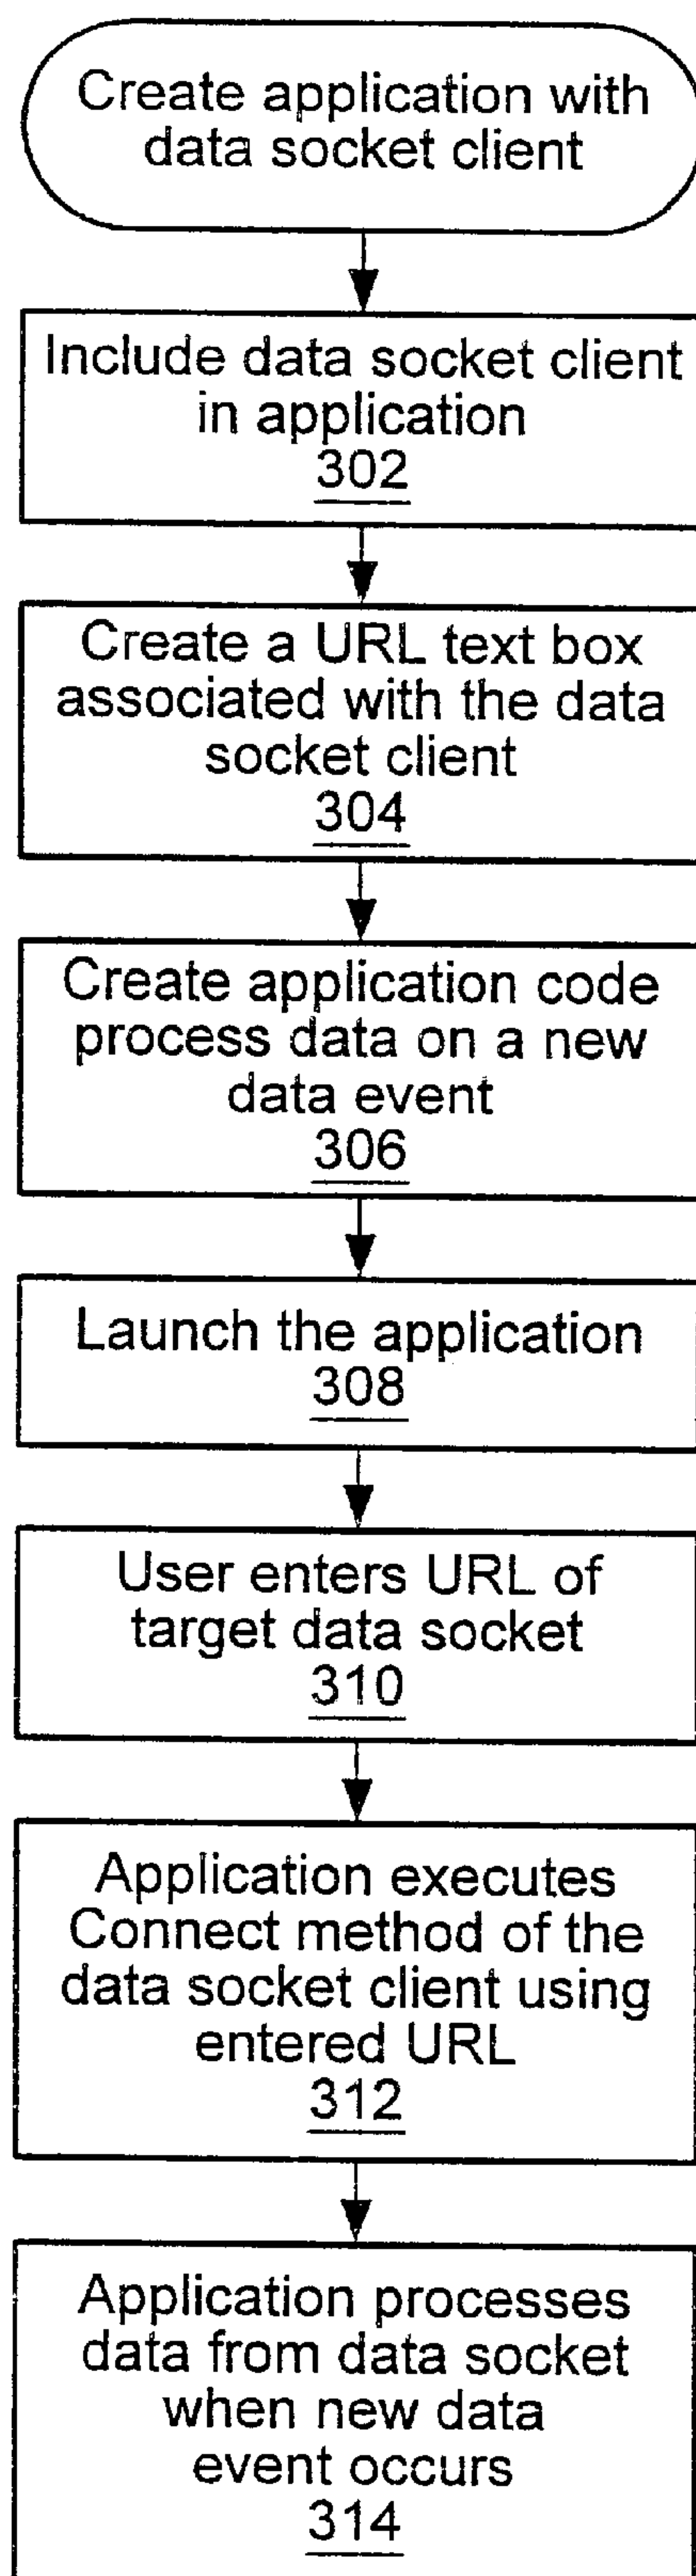 Create application with
data socket client
Include data socket client
in application
302
Create a URL text box
associated with the data
socket client
304
Create application code
process data on a new
data event
306
Launch the application
308
User enters URL of
target data socket
310
Application executes
Connect method of the
data socket client using
entered URL
312
Application processes
data from data socket
when new data
event occurs
314